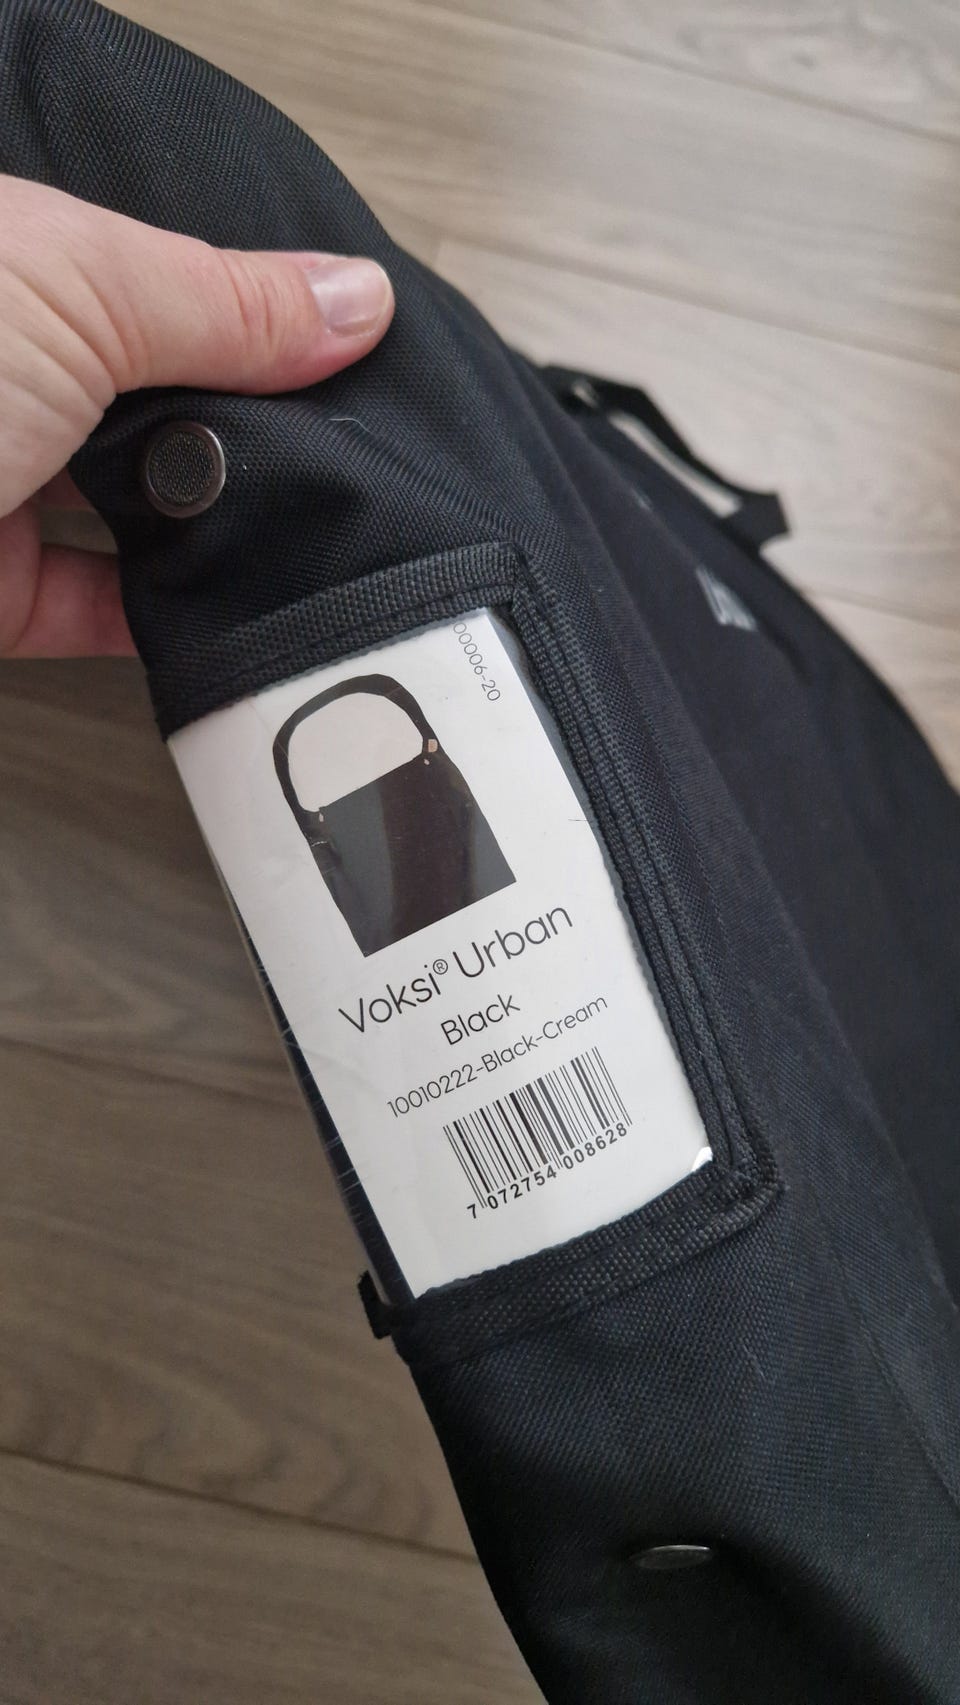 00006-20
Voksi® Urban
Black
10010222-Black-Cream
7 072754 008628